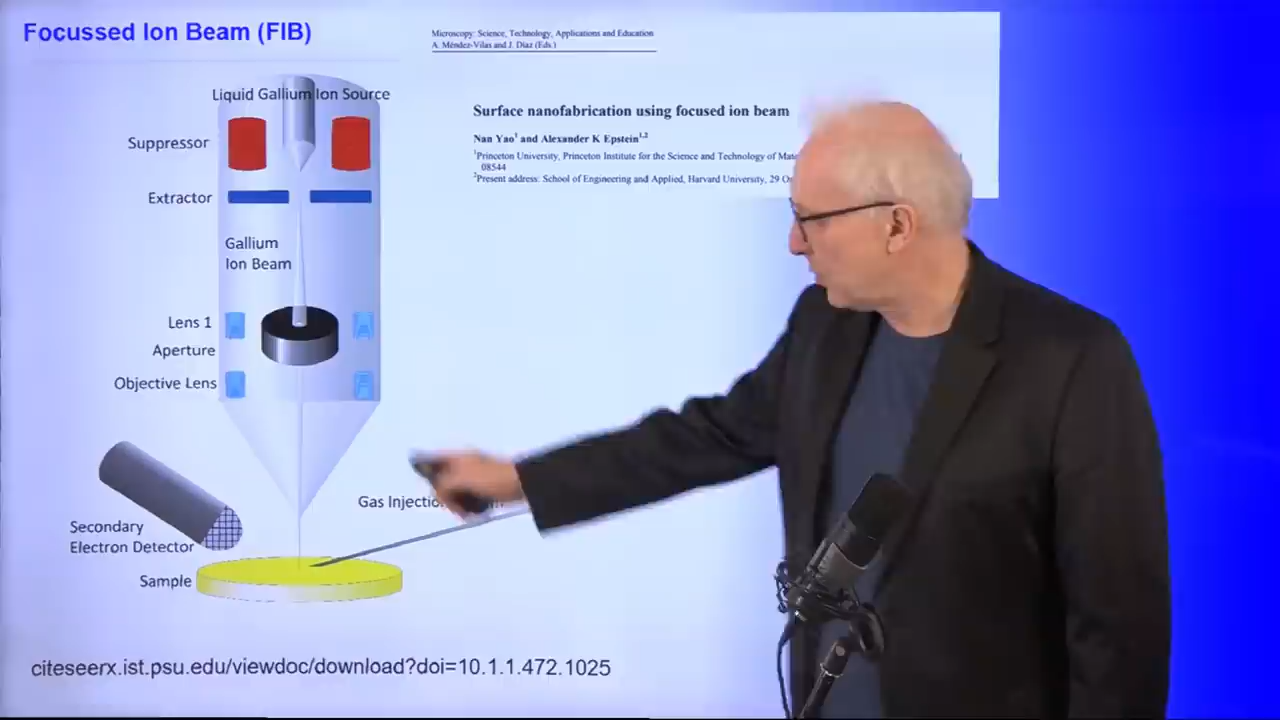 Focussed Ion Beam (FIB)
Microscopy: Science, Technology, Applications and Education
A. Méndez-Vilas and J. Díaz (Eds.)
Surface nanofabrication using focused ion beam
Nan Yao¹ and Alexander K Epstein¹,²
¹Princeton University, Princeton Institute for the Science and Technology of
08544
²Present address: School of Engineering and Applied, Harvard University, 29
Liquid Gallium Ion Source
Suppressor
Extractor
Gallium
Ion Beam
Lens 1
Aperture
Objective Lens
Gas
Secondary
Electron Detector
Sample
citeseerx.ist.psu.edu/viewdoc/download?doi=10.1.1.472.1025